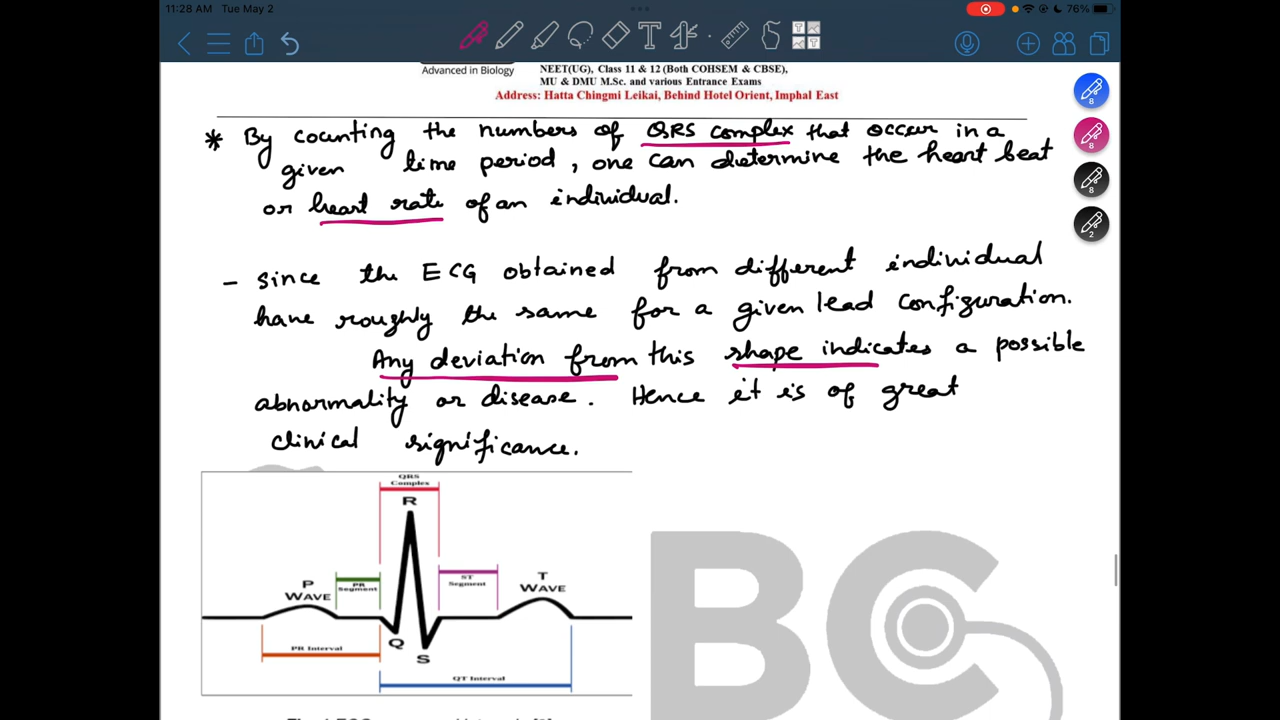 11:28 AM Tue May 2
76%
Advanced in Biology
NEET(UG), Class 11 & 12 (Both COHSEM & CBSE),
MU & DMU M.Sc. and various Entrance Exams
Address: Hatta Chingmi Leikai, Behind Hotel Orient, Imphal East
* By counting the numbers of QRS complex that occur in a
given time period, one can determine the heart beat
or heart rate of an individual.
- Since the ECG obtained from different individual
have roughly the same for a given lead configuration.
Any deviation from this shape indicates a possible
abnormality or disease. Hence it is of great
clinical significance.
QRS
Complex
R
P
WAVE
PR
Segment
ST
Segment
T
WAVE
Q
S
PR Interval
QT Interval
BC
8
8
8
2